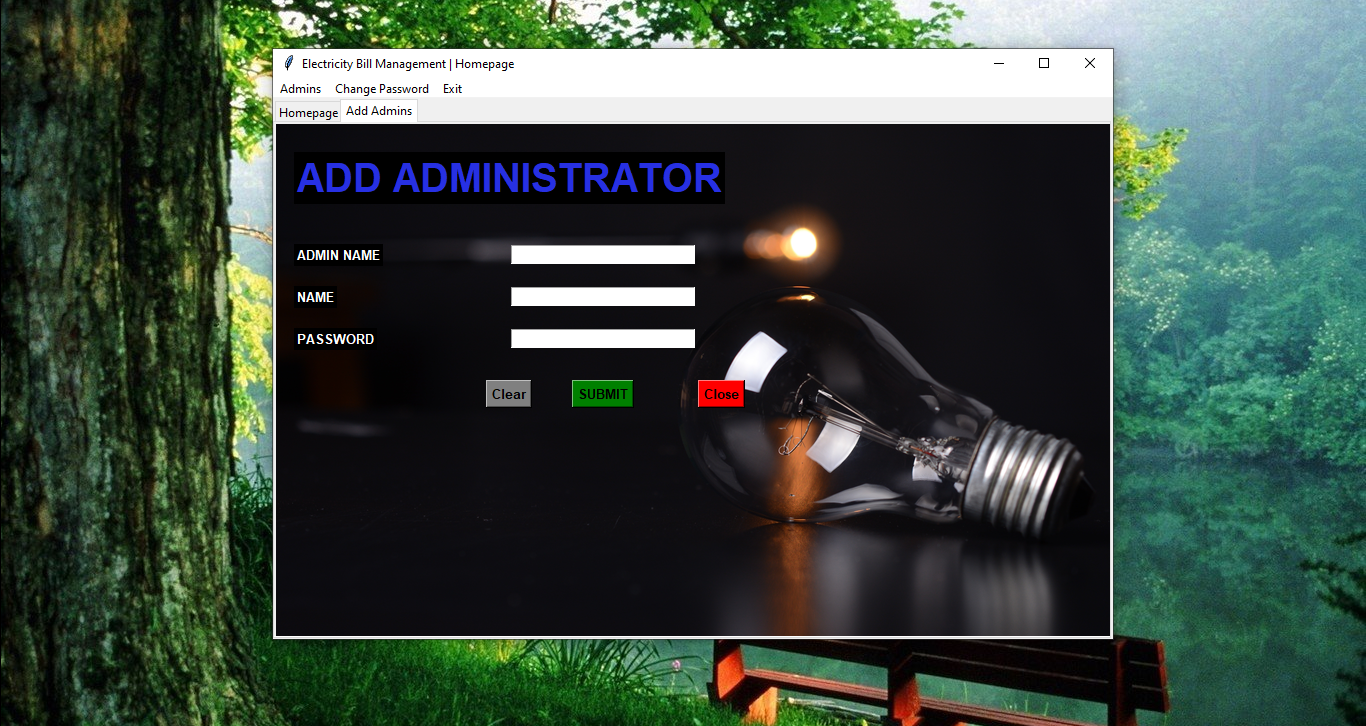 Electricity Bill Management | Homepage
Admins Change Password Exit
Homepage Add Admins
ADD ADMINISTRATOR
ADMIN NAME
NAME
PASSWORD
Clear SUBMIT Close